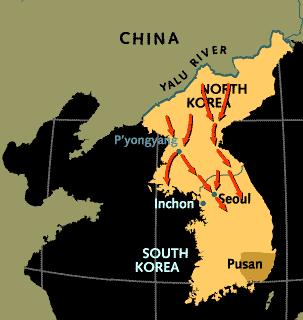 CHINA
YALU RIVER
NORTH
KOREA
P'yongyang
Inchon
Seoul
SOUTH
KOREA
Pusan